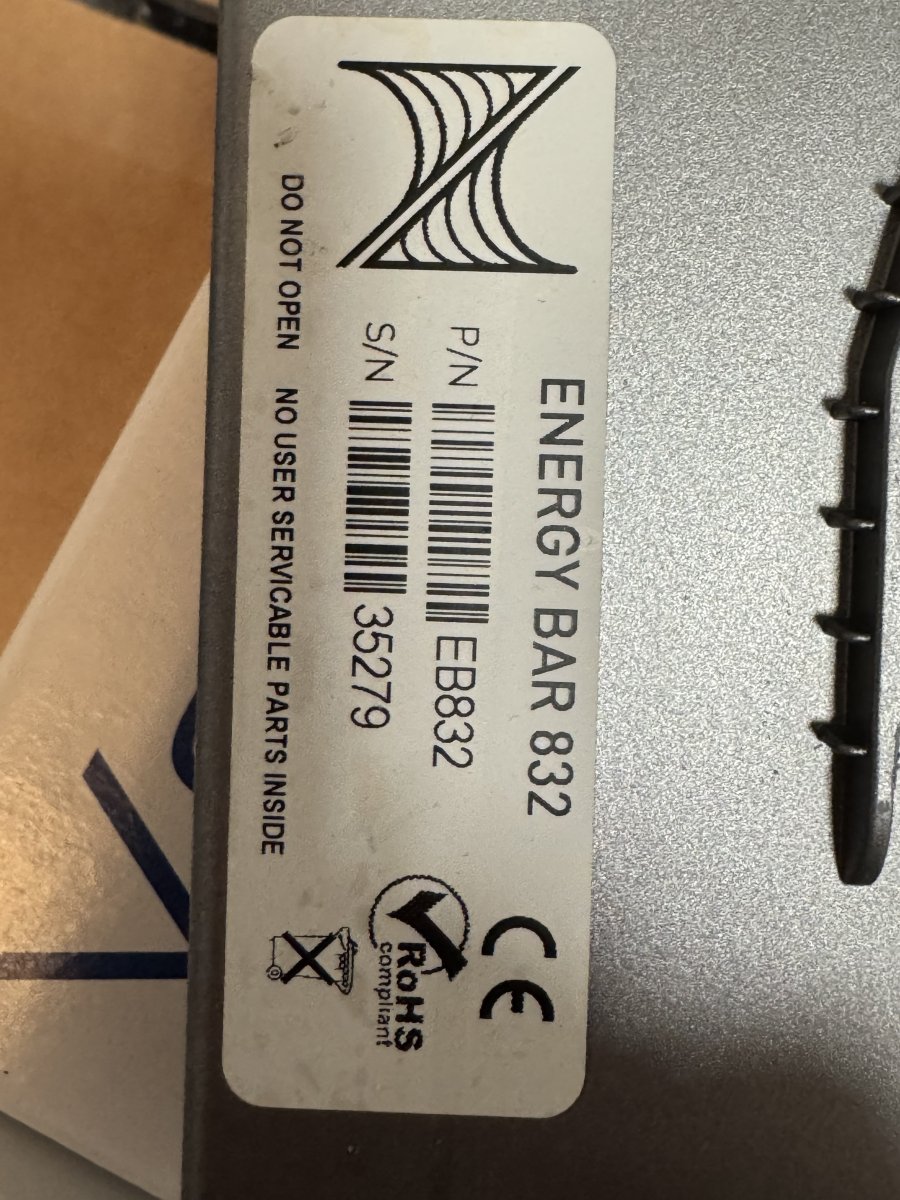 ENERGY BAR 832
P/N EB832
S/N 35279
DO NOT OPEN NO USER SERVICABLE PARTS INSIDE
CE
RoHS
compliant